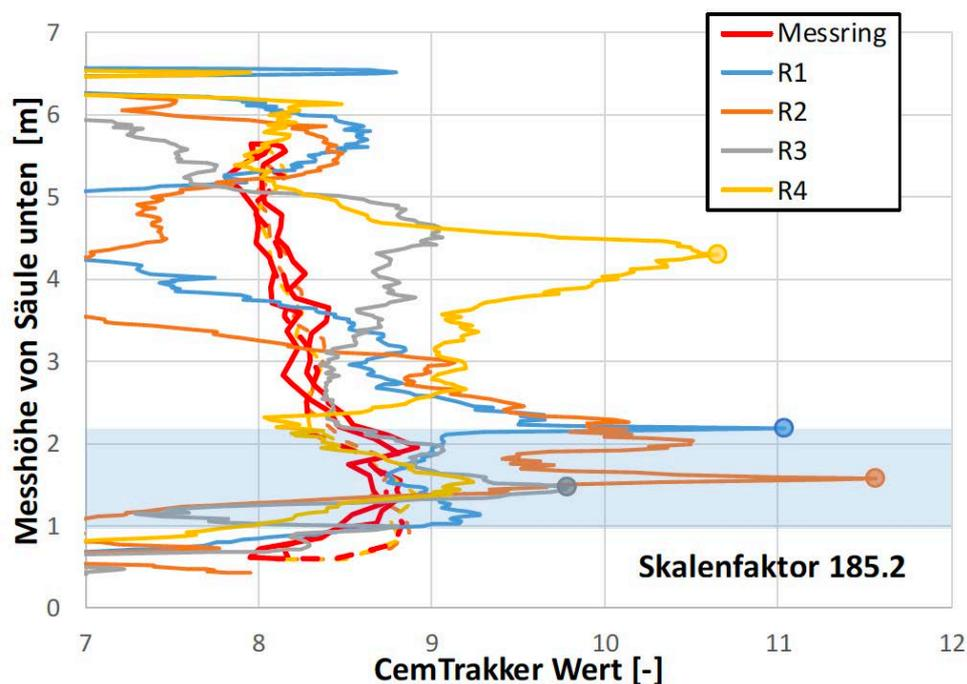 Messhöhe von Säule unten [m]
7
6
5
4
3
2
1
0
Messring
R1
R2
R3
R4
Skalenfaktor 185.2
7 8 9 10 11 12
CemTrakker Wert [-]